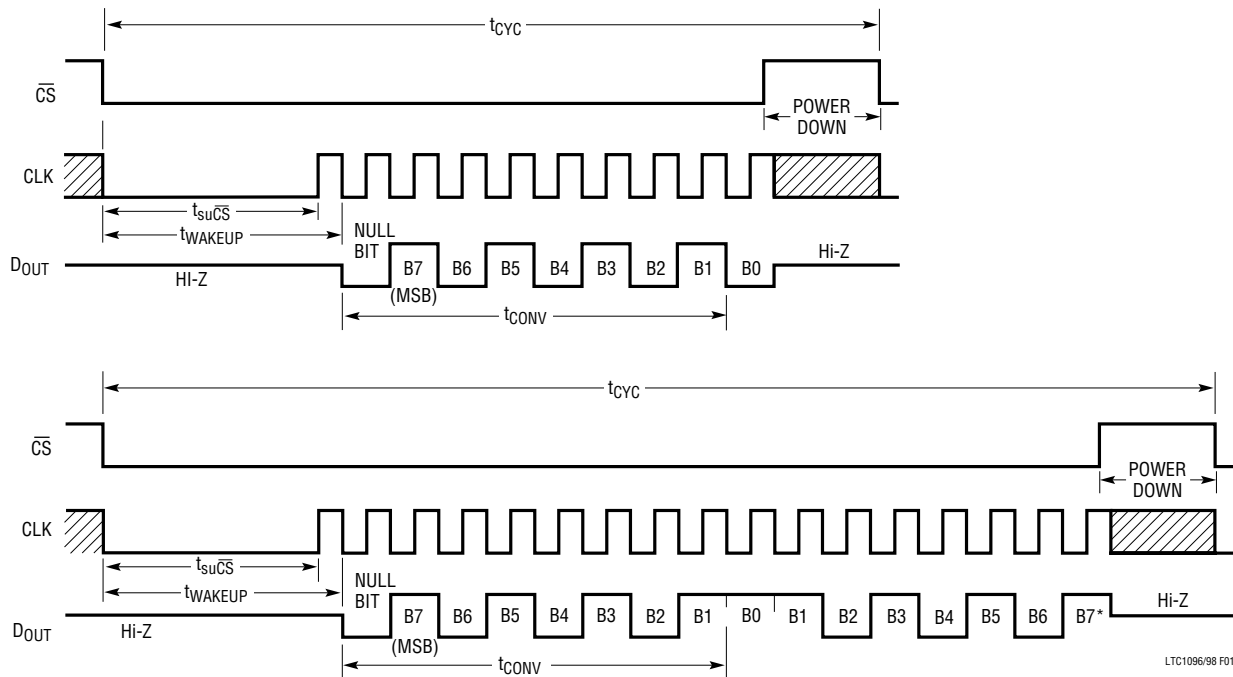 tCYC
CS
POWER
DOWN
CLK
tsuCS
tWAKEUP
NULL
BIT
DOUT
HI-Z
B7 B6 B5 B4 B3 B2 B1 B0
Hi-Z
(MSB)
tCONV
tCYC
CS
POWER
DOWN
CLK
tsuCS
tWAKEUP
NULL
BIT
DOUT
Hi-Z
B7 B6 B5 B4 B3 B2 B1 B0 B1 B2 B3 B4 B5 B6 B7*
Hi-Z
(MSB)
tCONV
LTC1096/98 F01